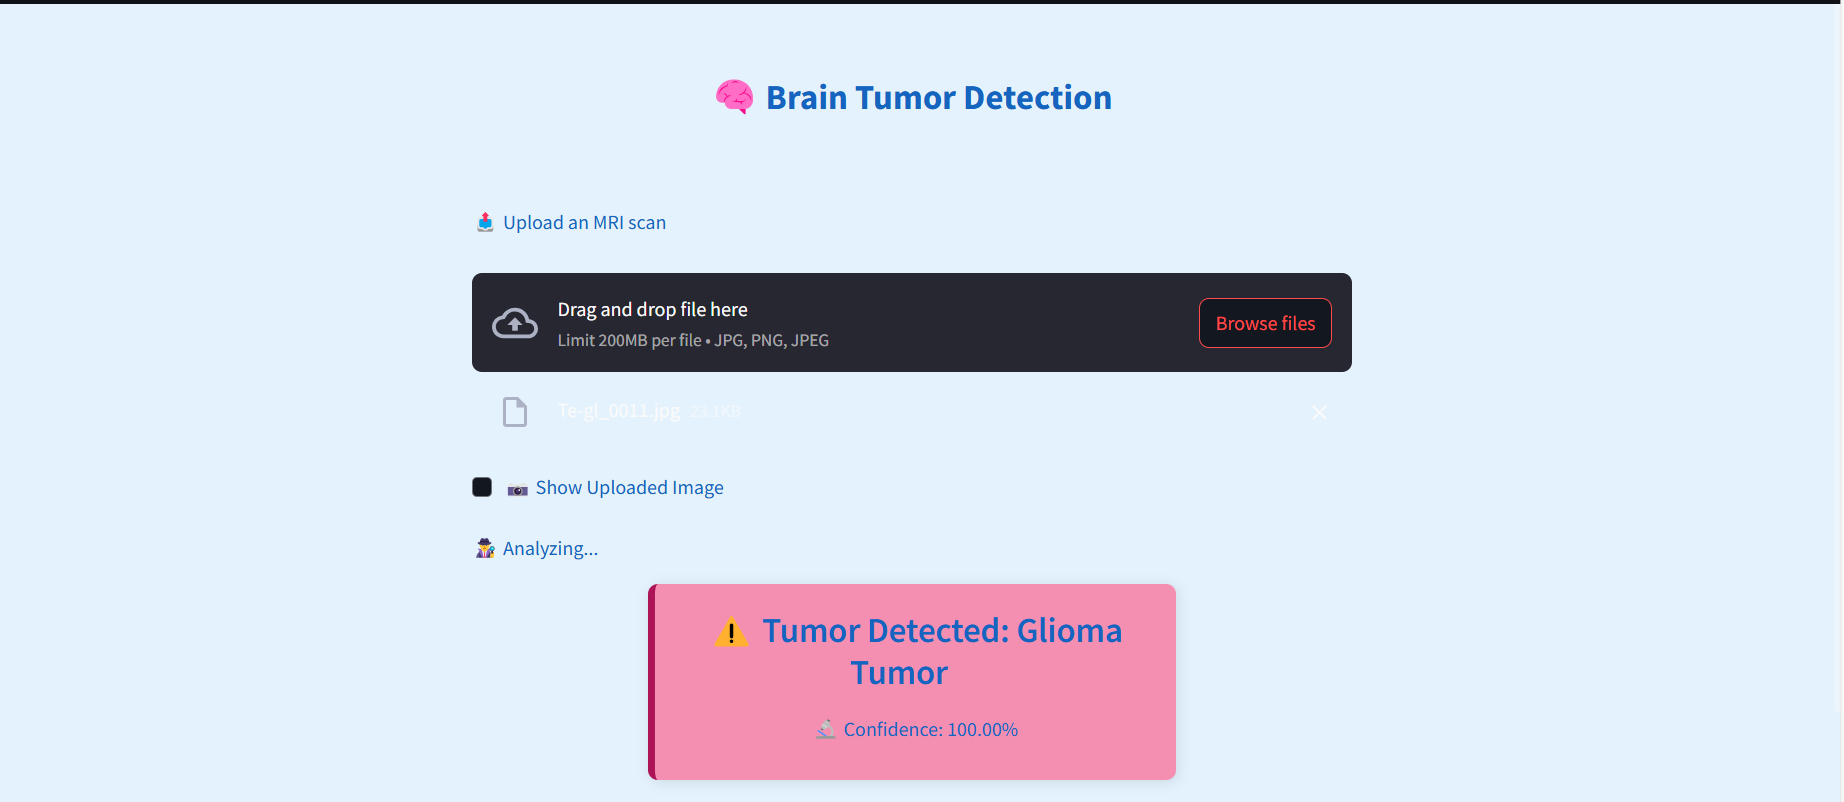 Brain Tumor Detection
Upload an MRI scan
Drag and drop file here
Limit 200MB per file • JPG, PNG, JPEG
Browse files
Te-gl_0011.jpg 23.1KB
Show Uploaded Image
Analyzing...
Tumor Detected: Glioma
Tumor
Confidence: 100.00%